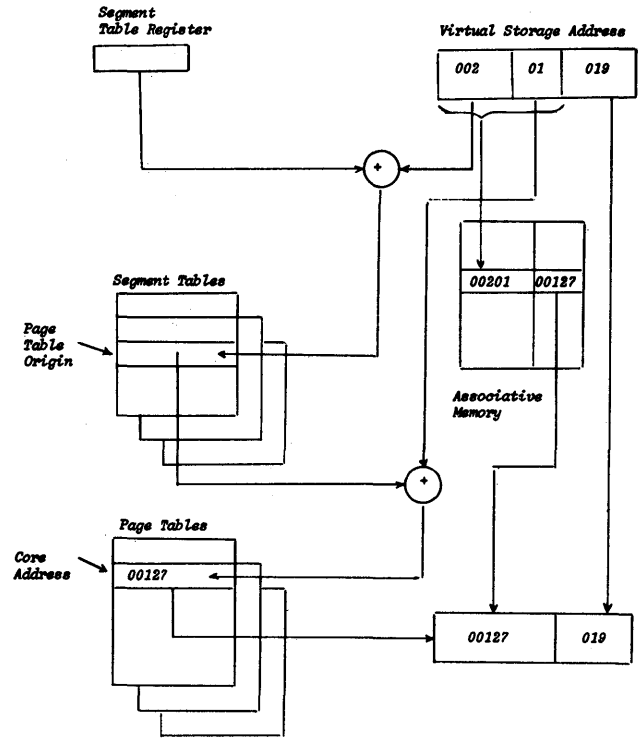 Segment
Table Register
Virtual Storage Address
002 01 019
+
Segment Tables
00201 00127
Page
Table
Origin
Associative
Memory
+
Page Tables
Core
Address
00127
00127 019